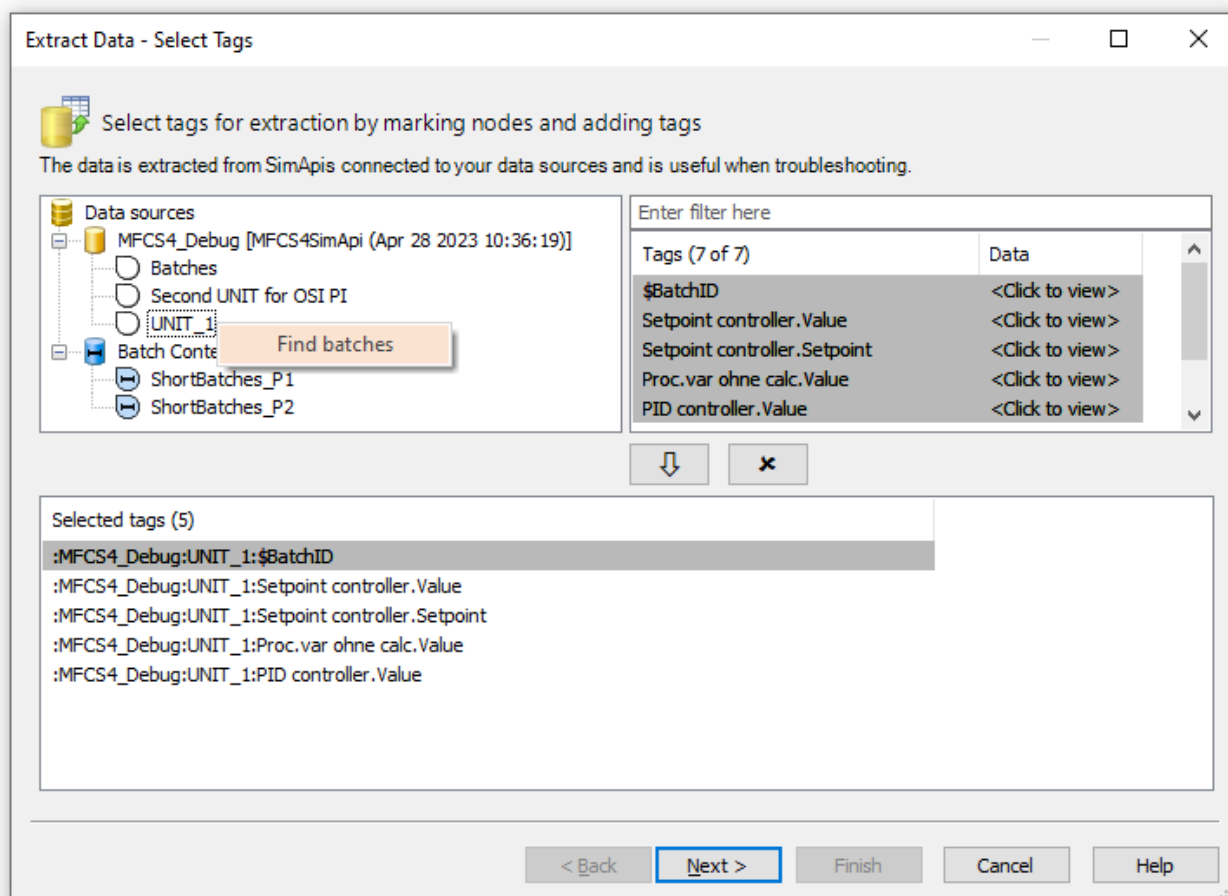 Extract Data - Select Tags
Select tags for extraction by marking nodes and adding tags
The data is extracted from SimApis connected to your data sources and is useful when troubleshooting.
Data sources
MFCS4_Debug [MFCS4SimApi (Apr 28 2023 10:36:19)]
Batches
Second UNIT for OSI PI
UNIT_1
Find batches
Batch Conte
ShortBatches_P1
ShortBatches_P2
Enter filter here
Tags (7 of 7) Data
$BatchID <Click to view>
Setpoint controller.Value <Click to view>
Setpoint controller.Setpoint <Click to view>
Proc.var ohne calc.Value <Click to view>
PID controller.Value <Click to view>
Selected tags (5)
:MFCS4_Debug:UNIT_1:$BatchID
:MFCS4_Debug:UNIT_1:Setpoint controller.Value
:MFCS4_Debug:UNIT_1:Setpoint controller.Setpoint
:MFCS4_Debug:UNIT_1:Proc.var ohne calc.Value
:MFCS4_Debug:UNIT_1:PID controller.Value
< Back Next > Finish Cancel Help